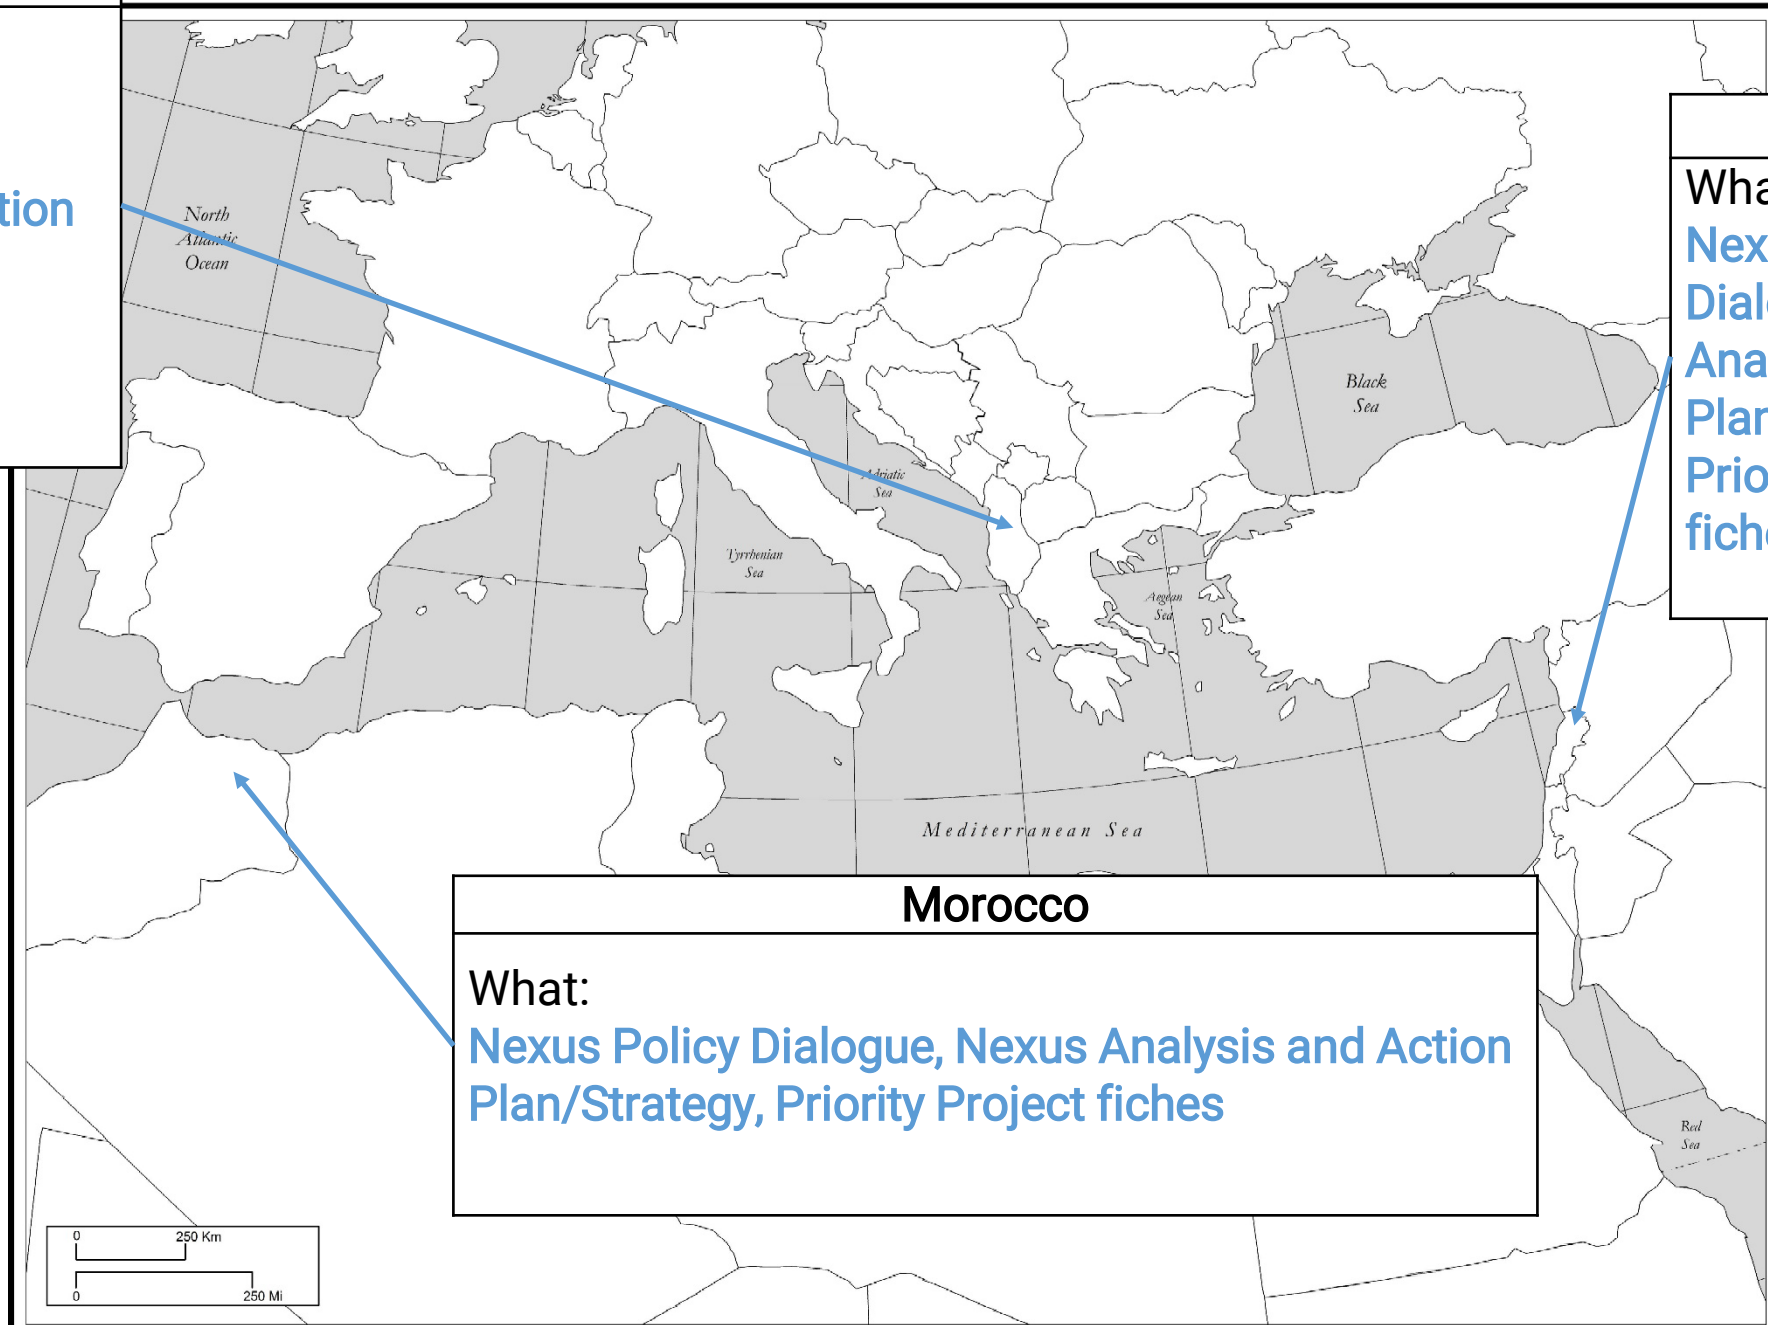 tion
North
Atlantic
Ocean
Wha
Nex
Dialo
Ana
Plan
Prio
fiche
Black
Sea
Adriatic
Sea
Tyrrhenian
Sea
Aegean
Sea
Mediterranean Sea
Morocco
What:
Nexus Policy Dialogue, Nexus Analysis and Action
Plan/Strategy, Priority Project fiches
Red
Sea
0 250 Km
0 250 Mi